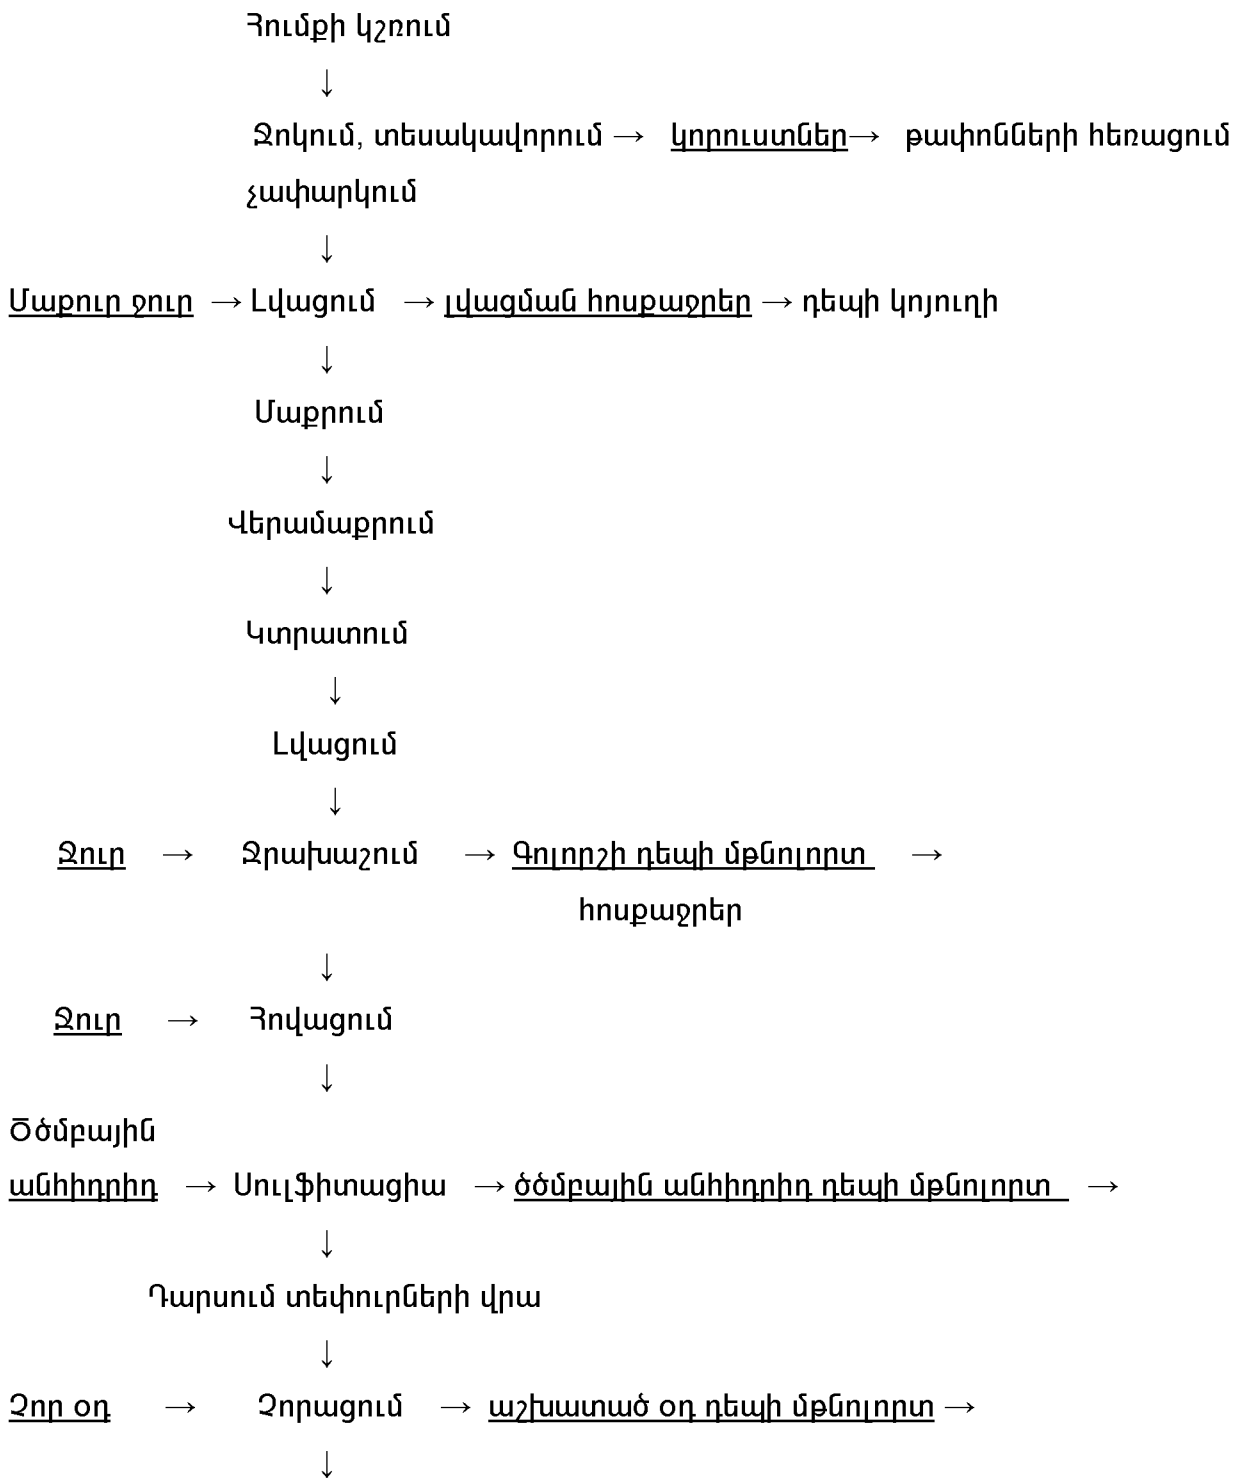 Հումքի կշռում
↓
Ջոկում, տեսակավորում → կորուստներ→ թափոնների հեռացում
չափարկում
↓
Մաքուր ջուր → Լվացում → լվացման հոսքաջրեր → դեպի կոյուղի
↓
Մաքրում
↓
Վերամաքրում
↓
Կտրատում
↓
Լվացում
↓
Ջուր → Ջրախաշում → Գոլորշի դեպի մթնոլորտ →
հոսքաջրեր
↓
Ջուր → Հովացում
↓
Ծծմբային
անհիդրիդ → Սուլֆիտացիա → ծծմբային անհիդրիդ դեպի մթնոլորտ →
↓
Դարսում տեփուրների վրա
↓
Չոր օդ → Չորացում → աշխատած օդ դեպի մթնոլորտ →
↓